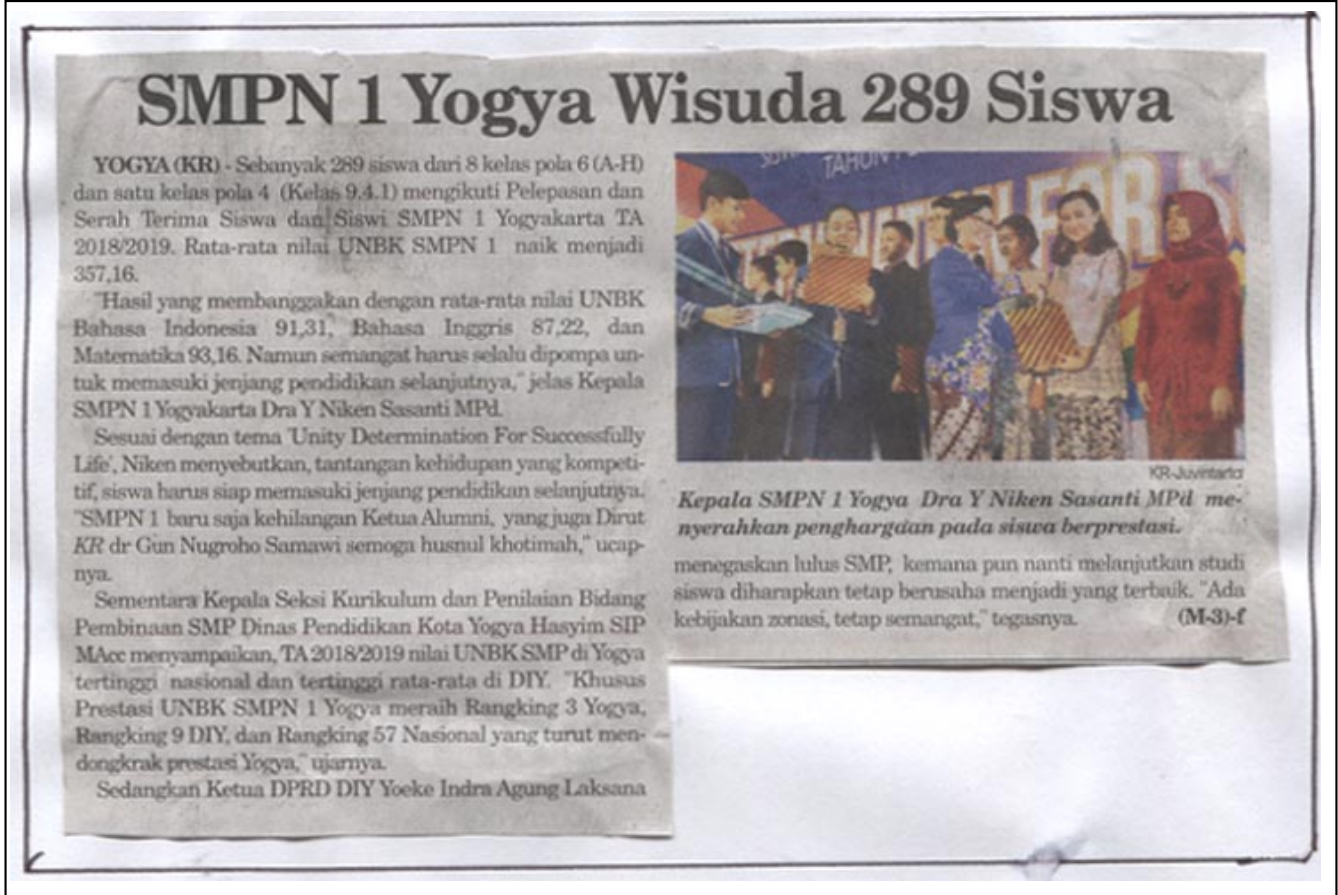 SMPN 1 Yogya Wisuda 289 Siswa
YOGYA (KR) - Sebanyak 289 siswa dari 8 kelas pola 6 (A-H)
dan satu kelas pola 4 (Kelas 9.4.1) mengikuti Pelepasan dan
Serah Terima Siswa dan Siswi SMPN 1 Yogyakarta TA
2018/2019. Rata-rata nilai UNBK SMPN 1 naik menjadi
357,16.
"Hasil yang membanggakan dengan rata-rata nilai UNBK
Bahasa Indonesia 91,31, Bahasa Inggris 87,22, dan
Matematika 93,16. Namun semangat harus selalu dipompa un-
tuk memasuki jenjang pendidikan selanjutnya," jelas Kepala
SMPN 1 Yogyakarta Dra Y Niken Sasanti MPd.
Sesuai dengan tema 'Unity Determination For Successfully
Life', Niken menyebutkan, tantangan kehidupan yang kompeti-
tif, siswa harus siap memasuki jenjang pendidikan selanjutnya.
"SMPN 1 baru saja kehilangan Ketua Alumni, yang juga Dirut
KR dr Gun Nugroho Samawi semoga husnul khotimah," ucap-
nya.
Sementara Kepala Seksi Kurikulum dan Penilaian Bidang
Pembinaan SMP Dinas Pendidikan Kota Yogya Hasyim SIP
MAcc menyampaikan, TA 2018/2019 nilai UNBK SMP di Yogya
tertinggi nasional dan tertinggi rata-rata di DIY. "Khusus
Prestasi UNBK SMPN 1 Yogya meraih Rangking 3 Yogya,
Rangking 9 DIY, dan Rangking 57 Nasional yang turut men-
dongkrak prestasi Yogya," ujarnya.
Sedangkan Ketua DPRD DIY Yoeke Indra Agung Laksana
TAHUN
FOR
KR-Juvintarto
Kepala SMPN 1 Yogya Dra Y Niken Sasanti MPd me-
nyerahkan penghargaan pada siswa berprestasi.
menegaskan lulus SMP, kemana pun nanti melanjutkan studi
siswa diharapkan tetap berusaha menjadi yang terbaik. "Ada
kebijakan zonasi, tetap semangat," tegasnya. (M-3)-f